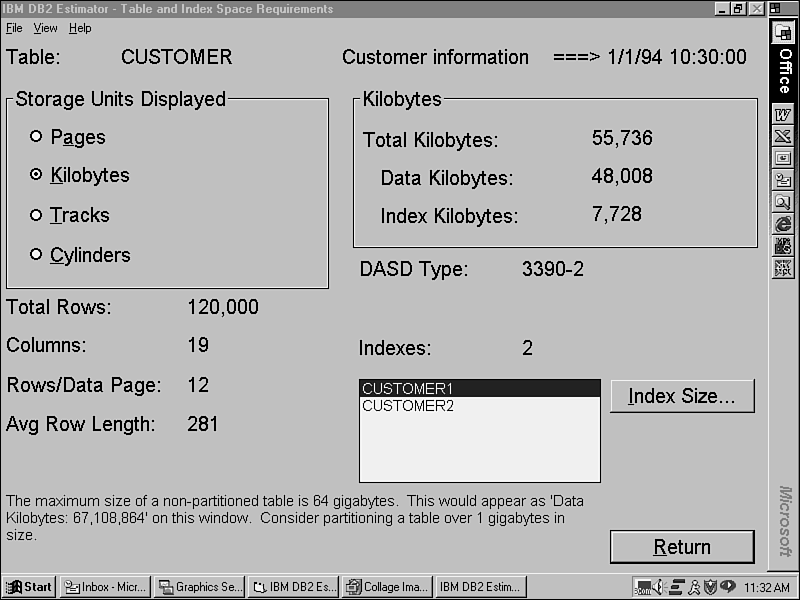 IBM DB2 Estimator - Table and Index Space Requirements
File View Help
Table: CUSTOMER Customer information ===> 1/1/94 10:30:00
Storage Units Displayed
Pages
Kilobytes
Tracks
Cylinders
Kilobytes
Total Kilobytes: 55,736
Data Kilobytes: 48,008
Index Kilobytes: 7,728
DASD Type: 3390-2
Total Rows: 120,000
Columns: 19
Rows/Data Page: 12
Avg Row Length: 281
Indexes: 2
CUSTOMER1
CUSTOMER2
Index Size...
The maximum size of a non-partitioned table is 64 gigabytes. This would appear as 'Data
Kilobytes: 67,108,864' on this window. Consider partitioning a table over 1 gigabytes in
size.
Return
Office
Microsoft
Start Inbox - Micr... Graphics Se... IBM DB2 Es... Collage Ima... IBM DB2 Estim... 11:32 AM